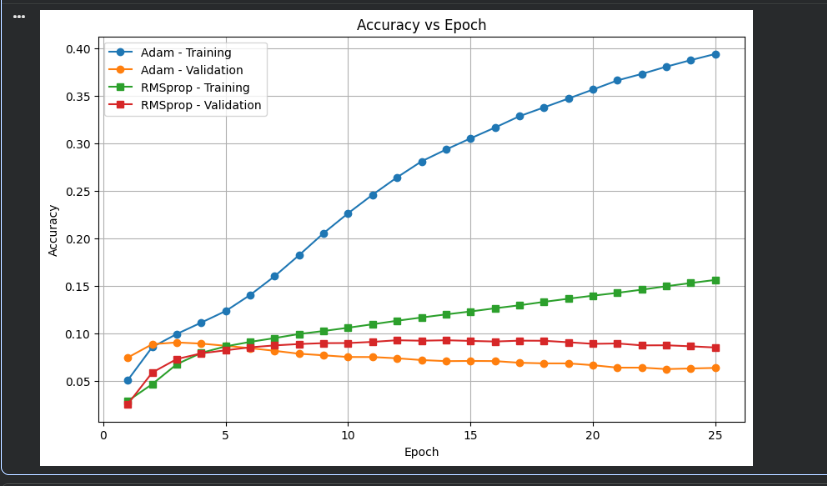 Accuracy vs Epoch
Adam - Training
Adam - Validation
RMSprop - Training
RMSprop - Validation
0.40
0.35
0.30
0.25
0.20
0.15
0.10
0.05
Accuracy
0 5 10 15 20 25
Epoch